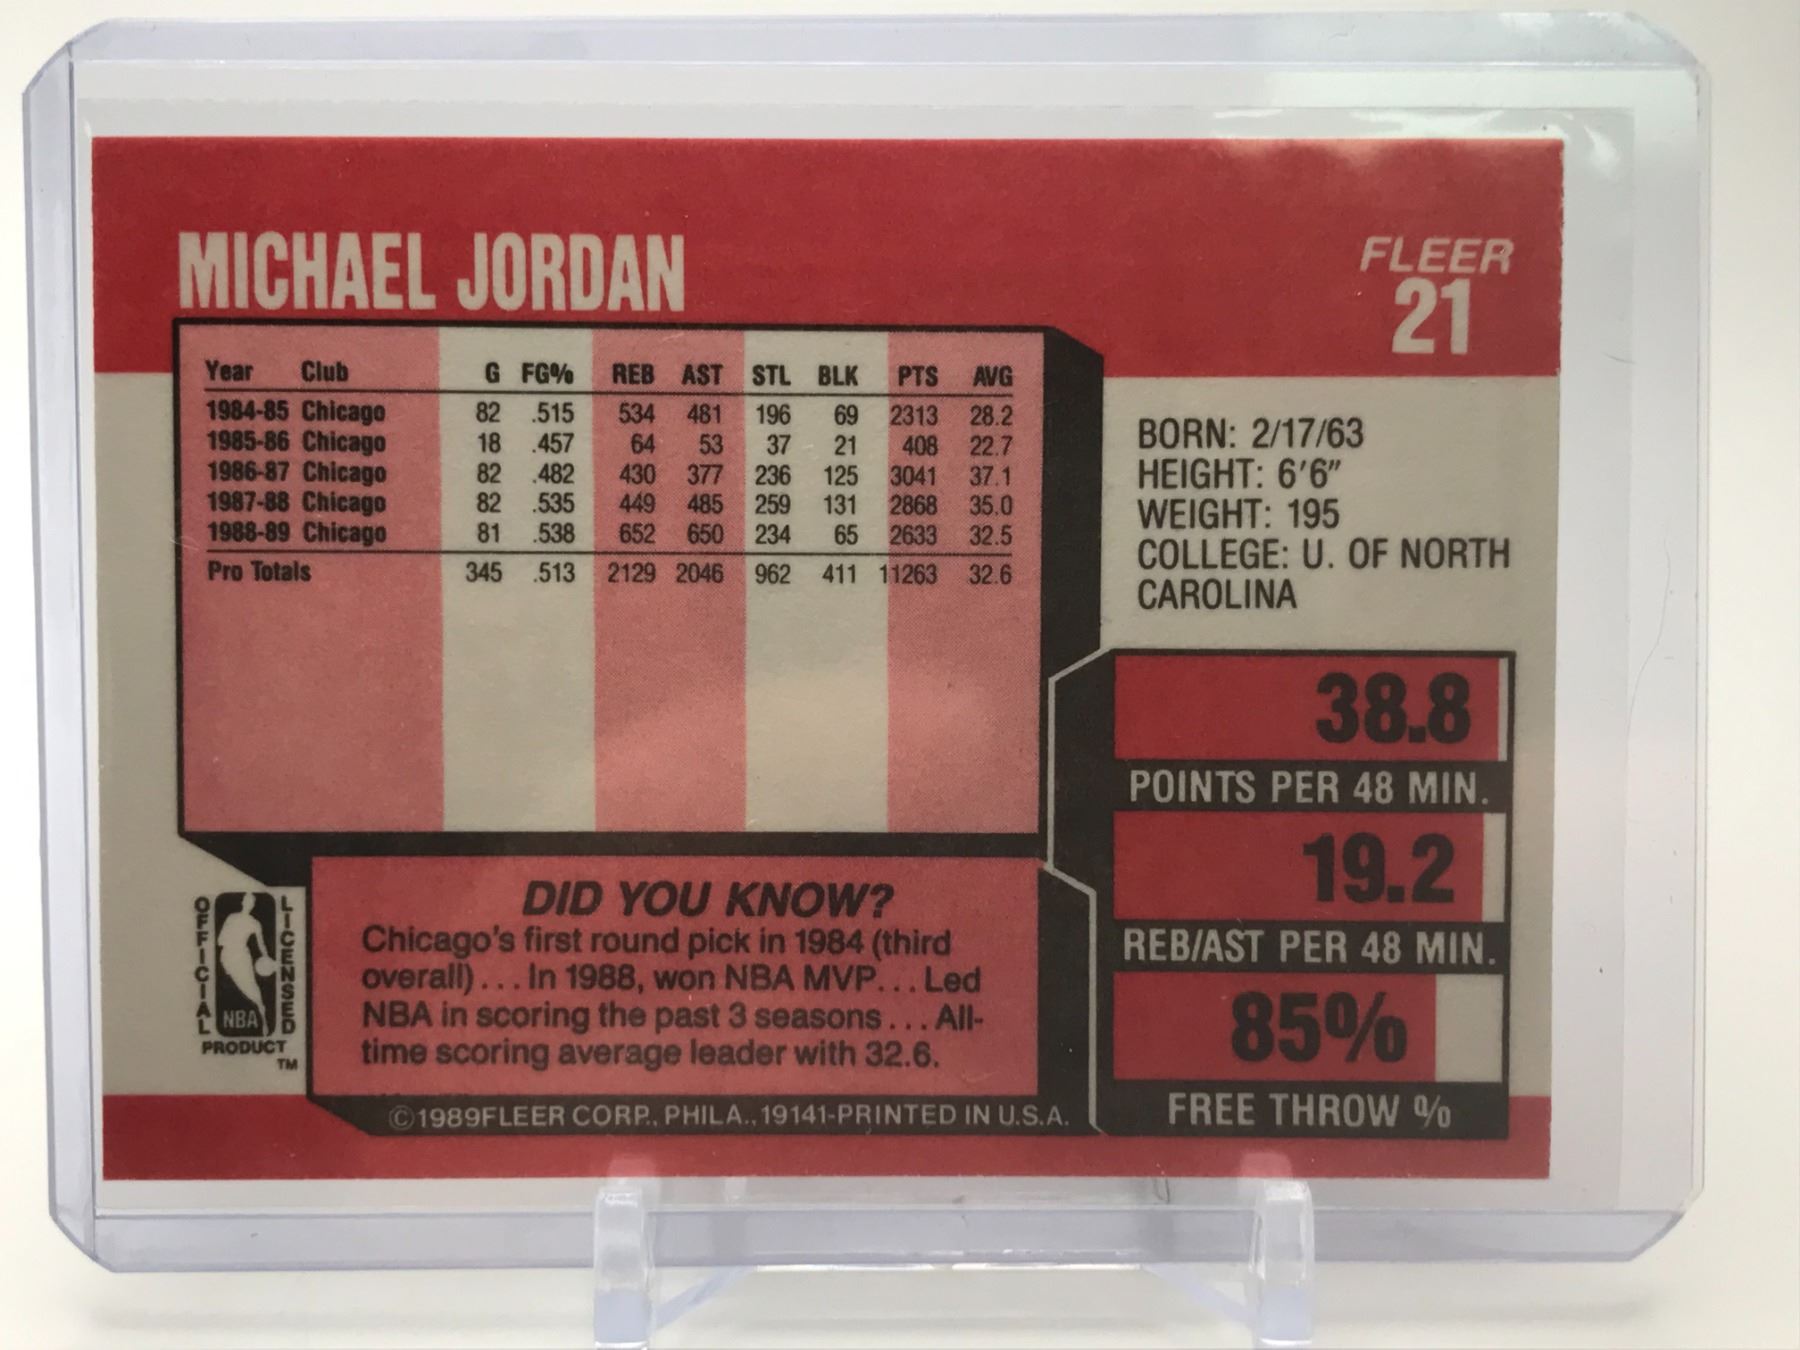 MICHAEL JORDAN
FLEER
21
Year Club G FG% REB AST STL BLK PTS AVG
1984-85 Chicago 82 .515 534 481 196 69 2313 28.2
1985-86 Chicago 18 .457 64 53 37 21 408 22.7
1986-87 Chicago 82 .482 430 377 236 125 3041 37.1
1987-88 Chicago 82 .535 449 485 259 131 2868 35.0
1988-89 Chicago 81 .538 652 650 234 65 2633 32.5
Pro Totals 345 .513 2129 2046 962 411 11263 32.6
BORN: 2/17/63
HEIGHT: 6'6"
WEIGHT: 195
COLLEGE: U. OF NORTH
CAROLINA
38.8
POINTS PER 48 MIN.
19.2
REB/AST PER 48 MIN.
85%
FREE THROW %
DID YOU KNOW?
Chicago's first round pick in 1984 (third
overall)...In 1988, won NBA MVP...Led
NBA in scoring the past 3 seasons...All-
time scoring average leader with 32.6.
OFFICIAL
LICENSED
NBA
PRODUCT
TM
©1989FLEER CORP., PHILA., 19141-PRINTED IN U.S.A.